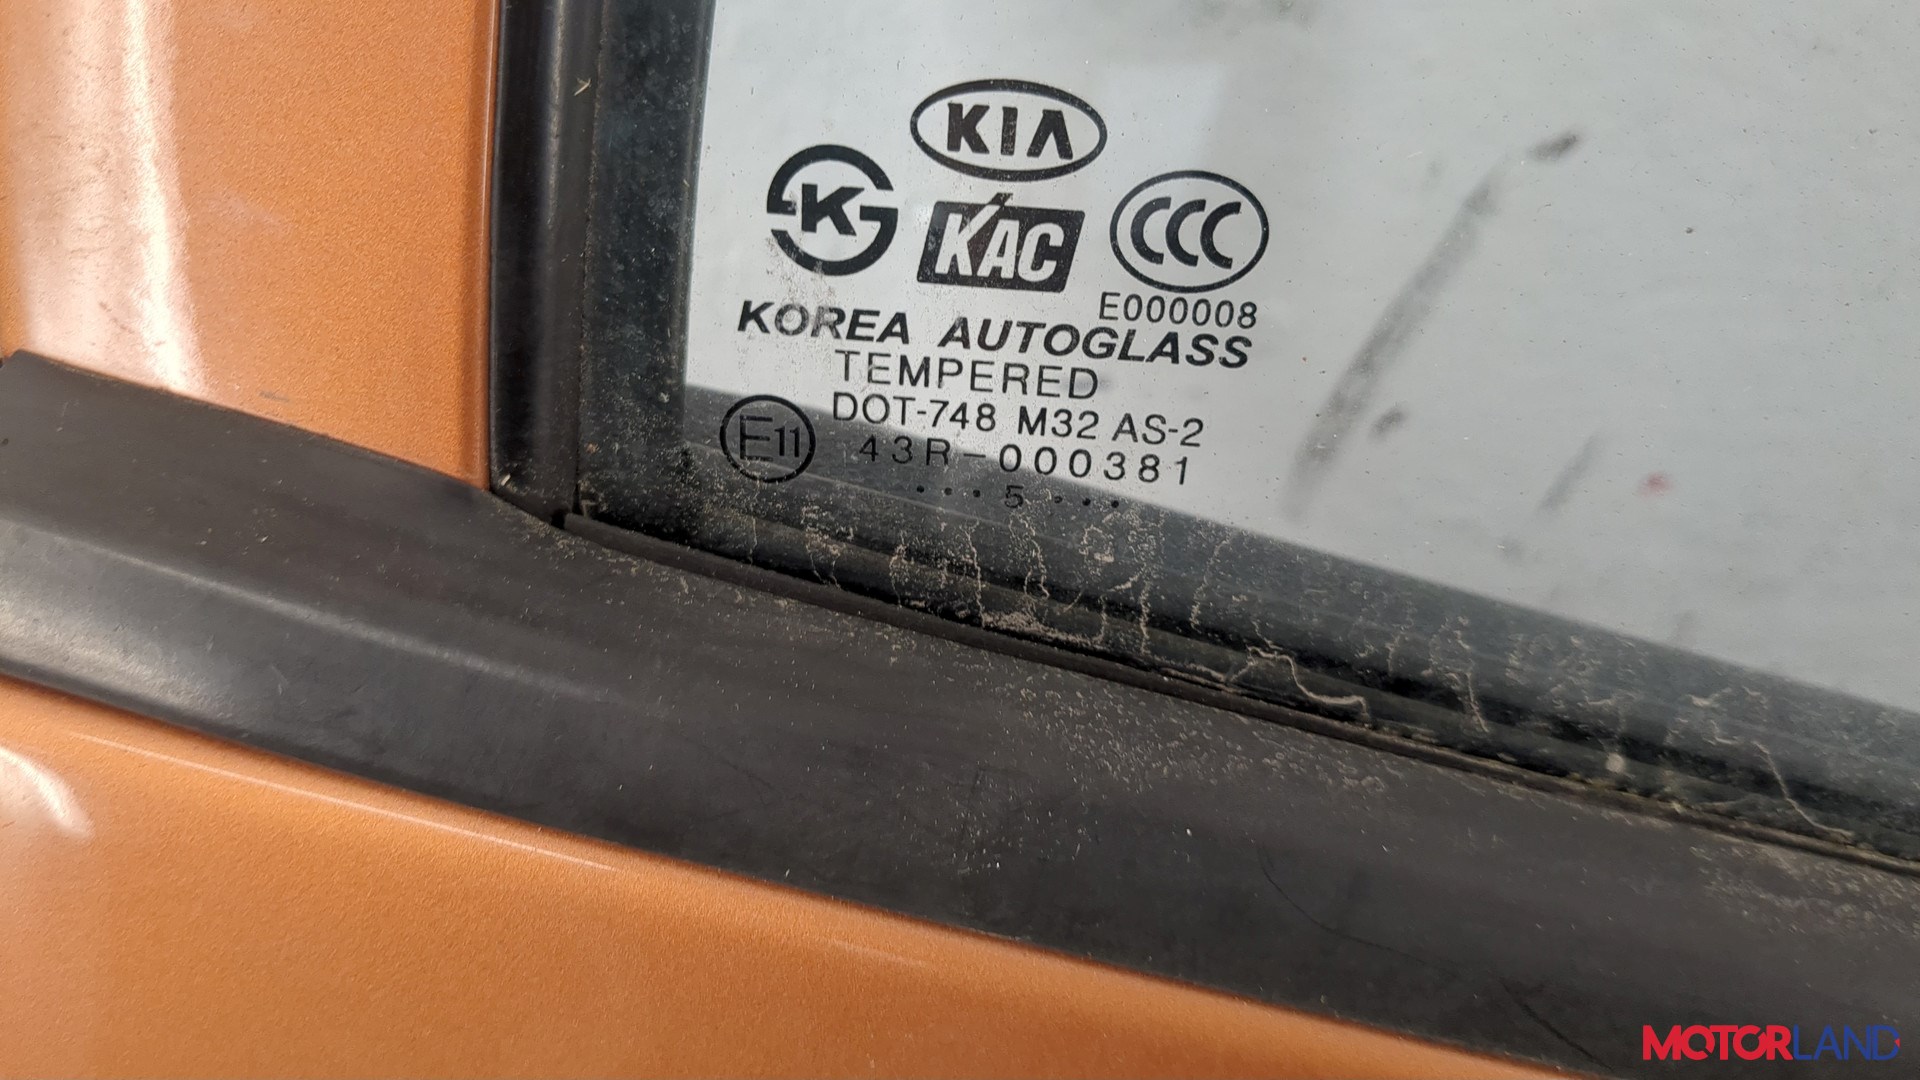 KIA
K
KAC
CCC
E000008
KOREA AUTOGLASS
TEMPERED
DOT-748 M32 AS-2
E11
43R-000381
...5...
MOTORLAND